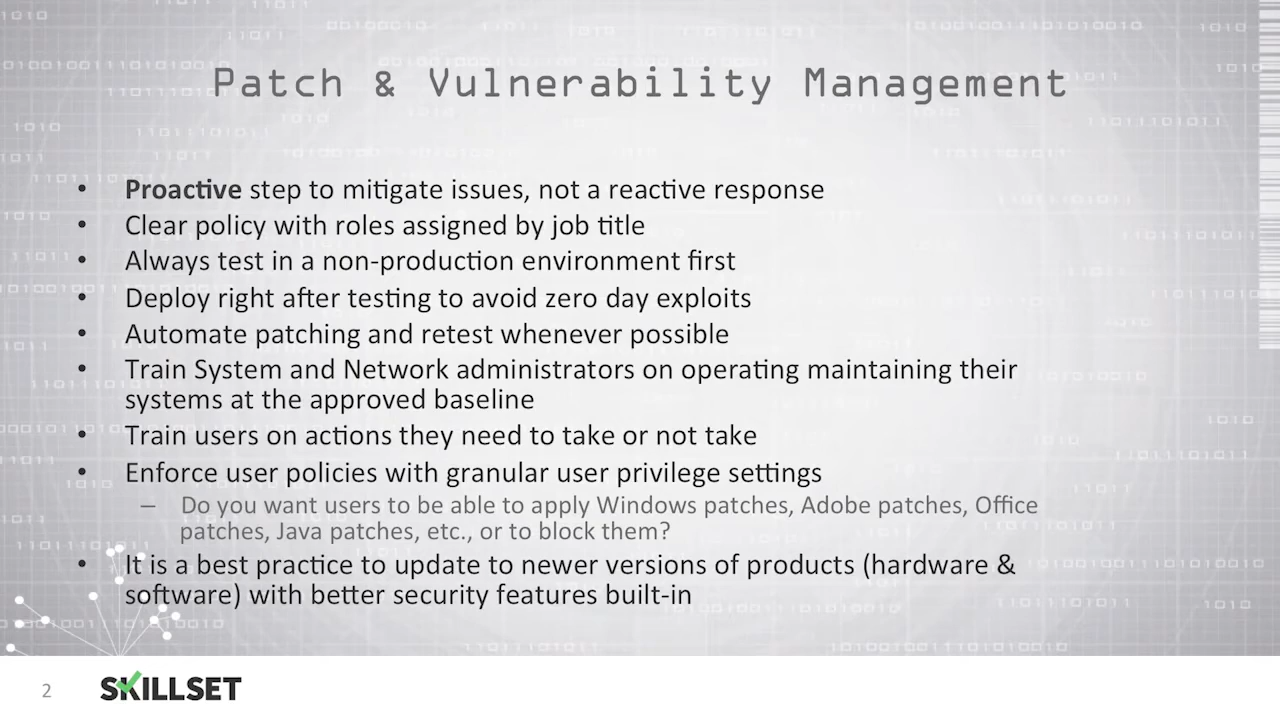 Patch & Vulnerability Management
• Proactive step to mitigate issues, not a reactive response
• Clear policy with roles assigned by job title
• Always test in a non-production environment first
• Deploy right after testing to avoid zero day exploits
• Automate patching and retest whenever possible
• Train System and Network administrators on operating maintaining their
systems at the approved baseline
• Train users on actions they need to take or not take
• Enforce user policies with granular user privilege settings
– Do you want users to be able to apply Windows patches, Adobe patches, Office
patches, Java patches, etc., or to block them?
• It is a best practice to update to newer versions of products (hardware &
software) with better security features built-in
2
SKILLSET